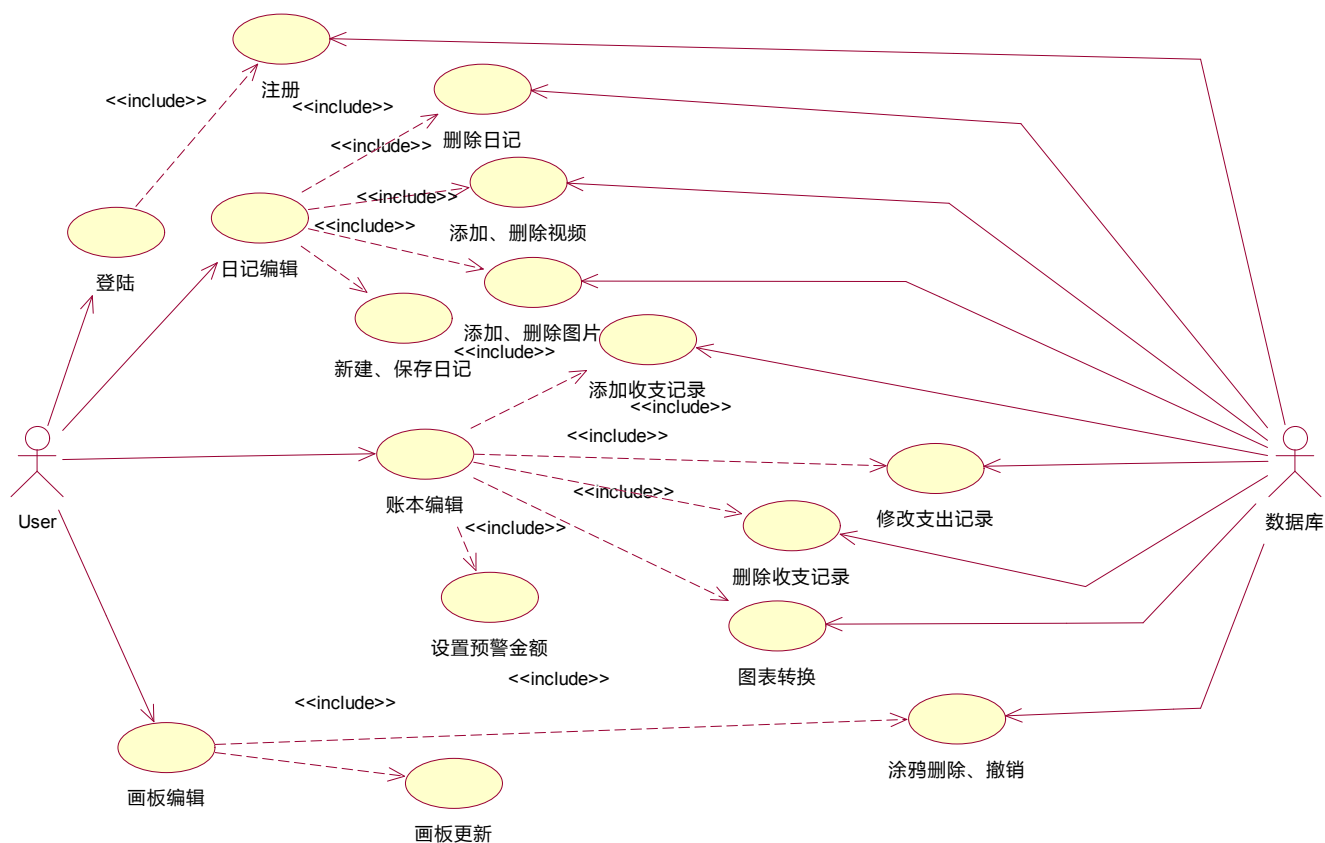 注册
<<include>>
<<include>>
删除日记
<<include>>
<<include>>
<<include>>
添加、删除视频
日记编辑
登陆
添加、删除图片
<<include>>
新建、保存日记
添加收支记录
<<include>>
<<include>>
账本编辑
<<include>>
修改支出记录
User
数据库
<<include>>
删除收支记录
设置预警金额
图表转换
<<include>>
<<include>>
涂鸦删除、撤销
画板编辑
画板更新